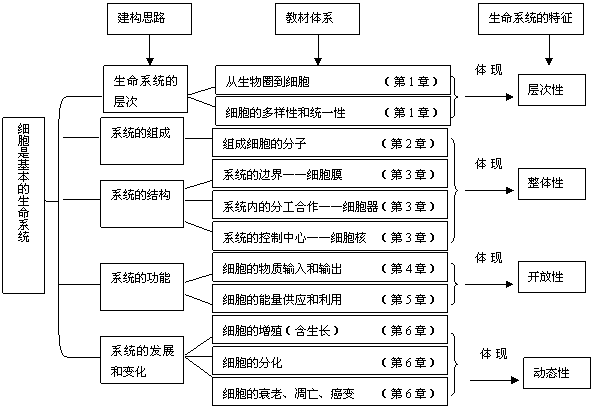 建构思路
教材体系
生命系统的特征
细胞是基本的生命系统
生命系统的
层次
从生物圈到细胞 （第1章）
细胞的多样性和统一性 （第1章）
体 现
层次性
系统的组成
组成细胞的分子 （第2章）
系统的结构
系统的边界一一细胞膜 （第3章）
系统内的分工合作一一细胞器（第3章）
系统的控制中心一一细胞核 （第3章）
体 现
整体性
系统的功能
细胞的物质输入和输出 （第4章）
细胞的能量供应和利用 （第5章）
体 现
开放性
系统的发展
和变化
细胞的增殖（含生长） （第6章）
细胞的分化 （第6章）
细胞的衰老、凋亡、癌变 （第6章）
体 现
动态性